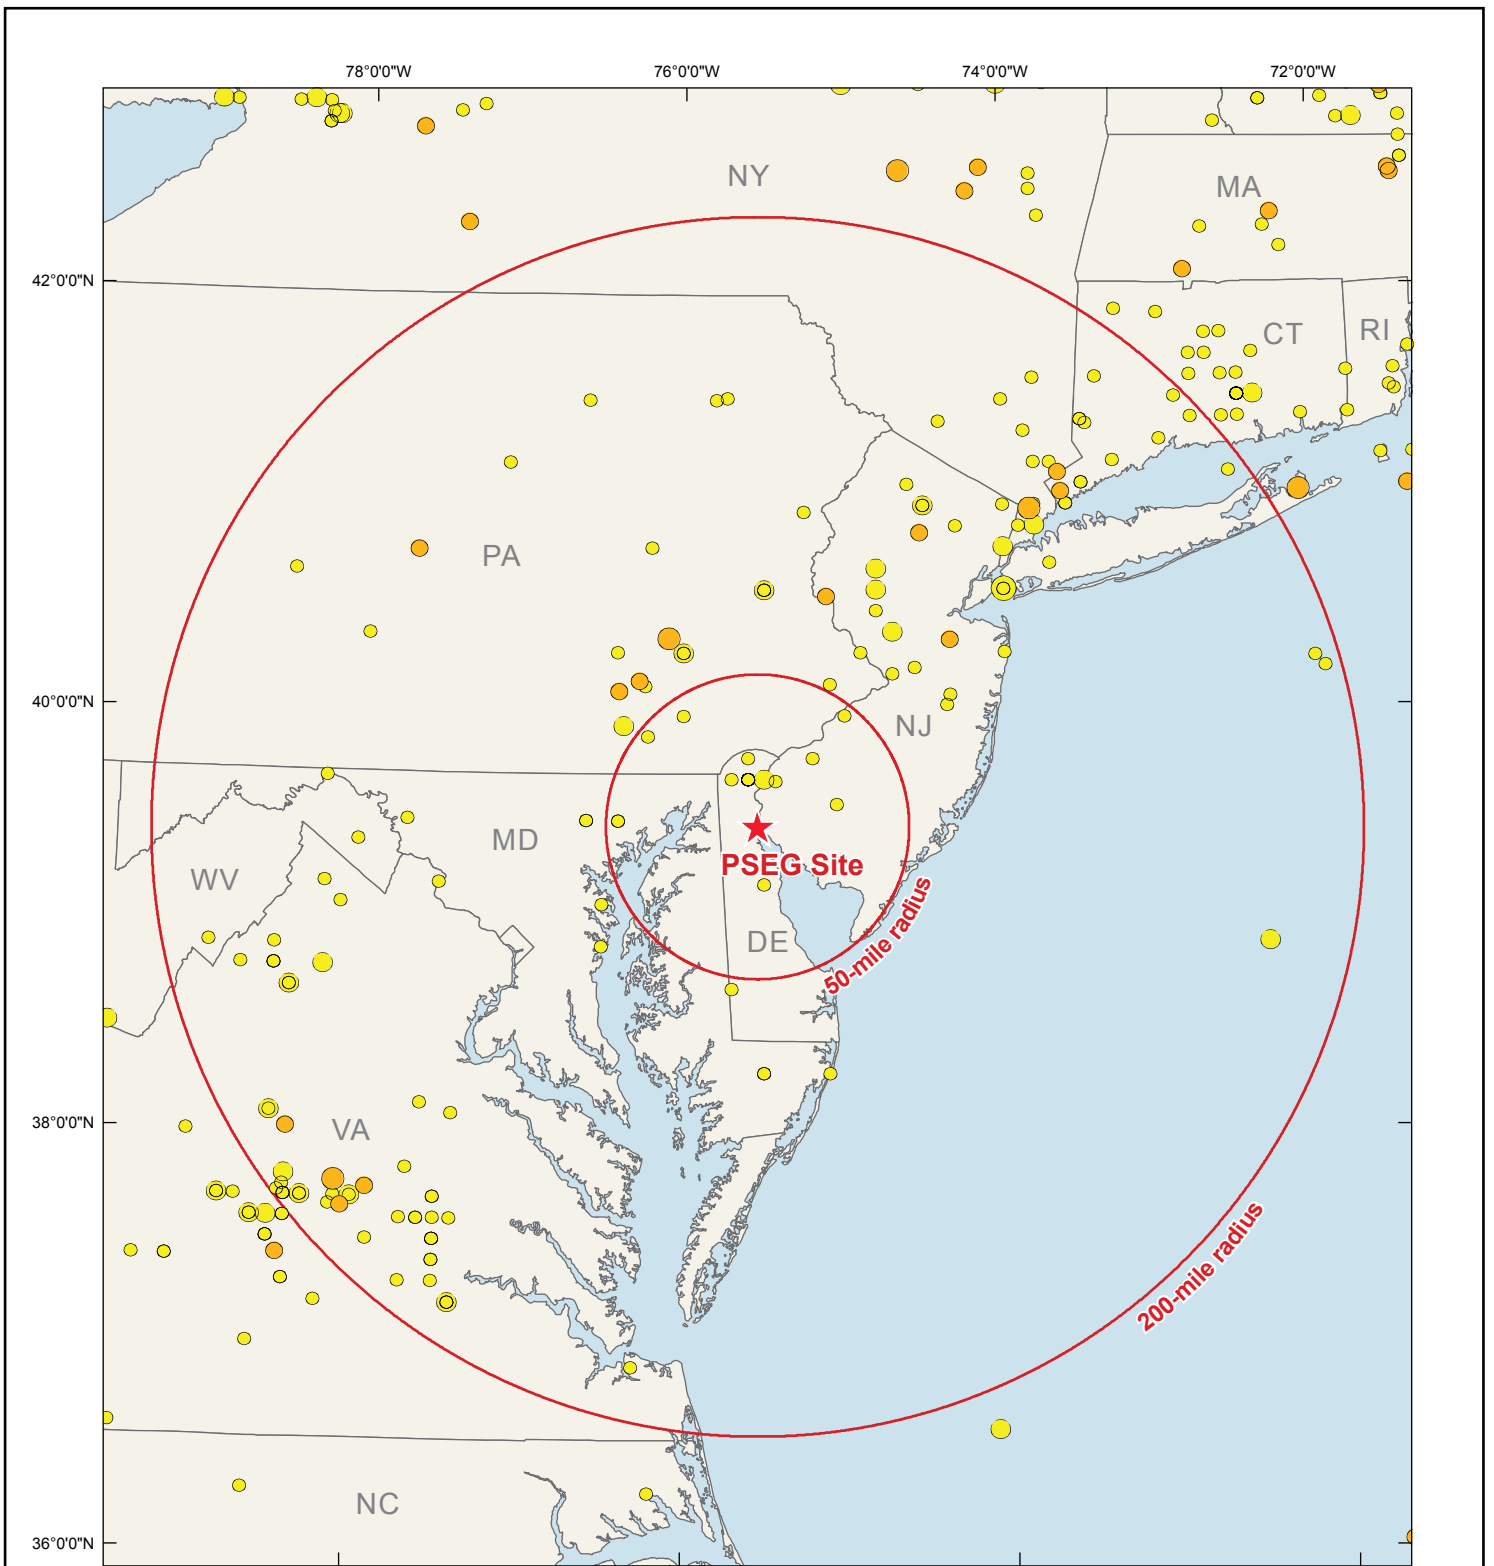 78°0'0"W 76°0'0"W 74°0'0"W 72°0'0"W
NY
MA
42°0'0"N
CT
RI
PA
40°0'0"N
NJ
MD
PSEG Site
WV
50-mile radius
DE
38°0'0"N
VA
200-mile radius
NC
36°0'0"N